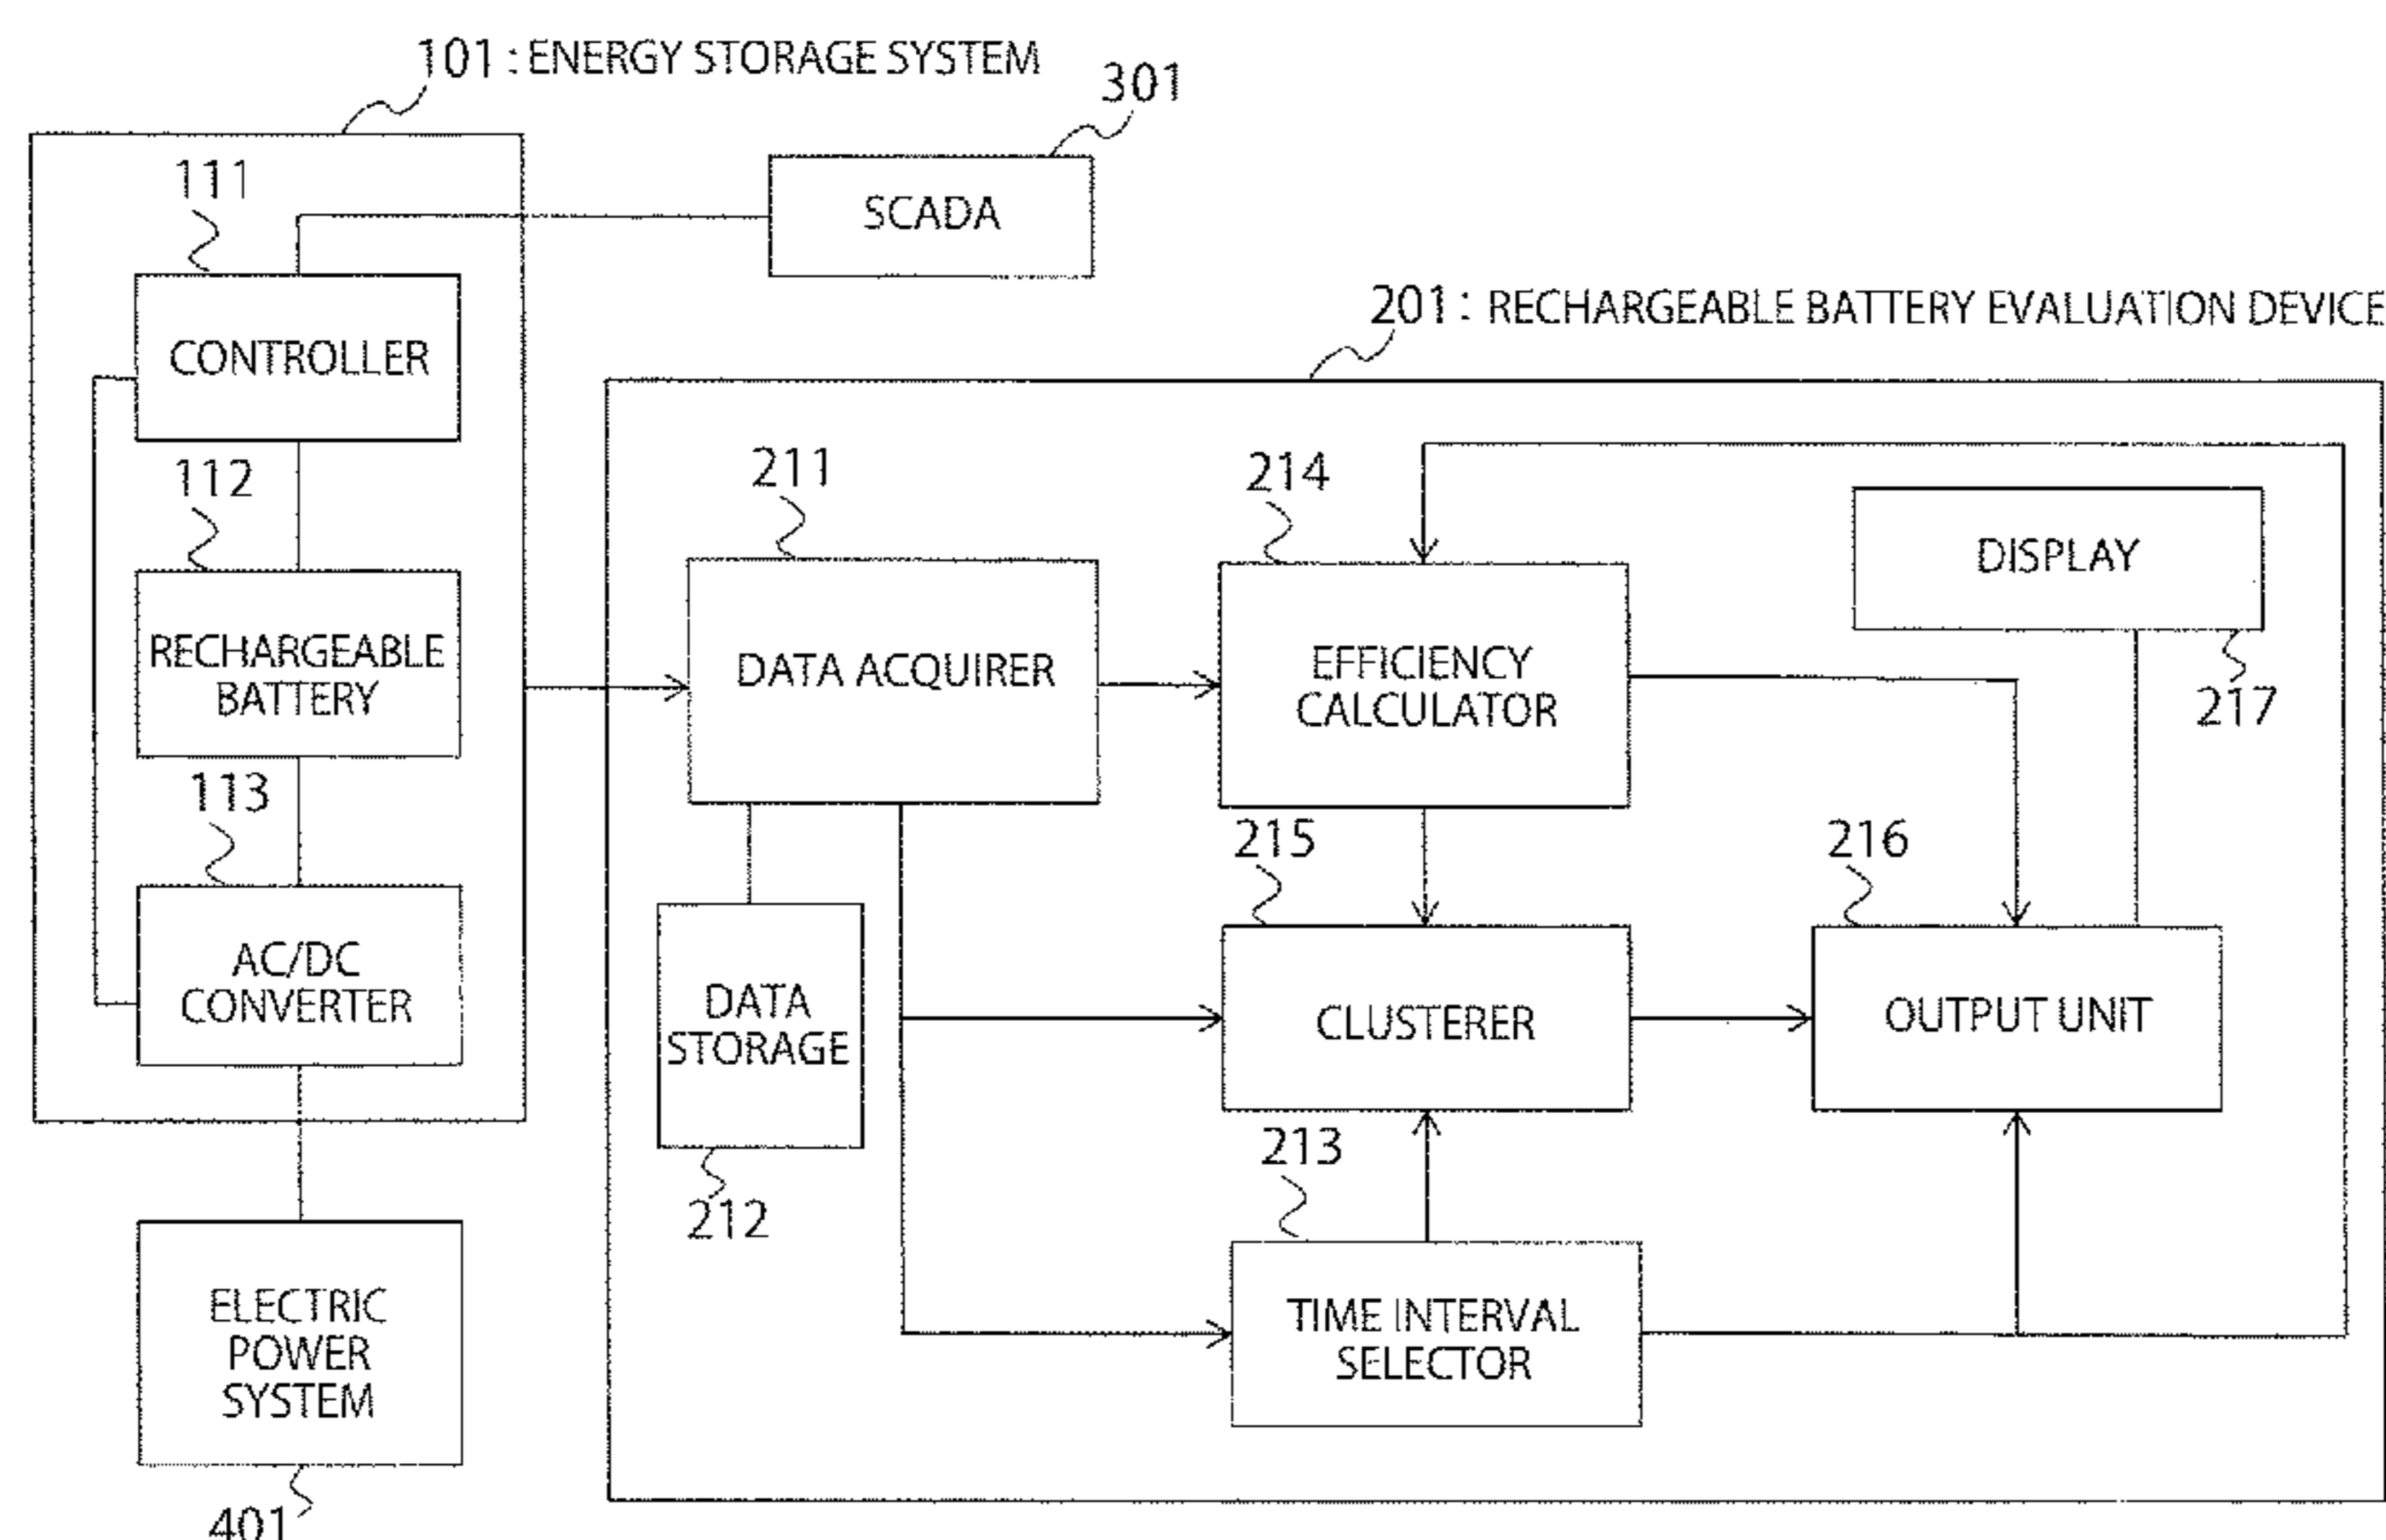 101 : ENERGY STORAGE SYSTEM
301
SCADA
111
CONTROLLER
112
RECHARGEABLE
BATTERY
113
AC/DC
CONVERTER
ELECTRIC
POWER
SYSTEM
401
201 : RECHARGEABLE BATTERY EVALUATION DEVICE
211
DATA ACQUIRER
214
EFFICIENCY
CALCULATOR
DISPLAY
217
DATA
STORAGE
212
215
CLUSTERER
216
OUTPUT UNIT
213
TIME INTERVAL
SELECTOR